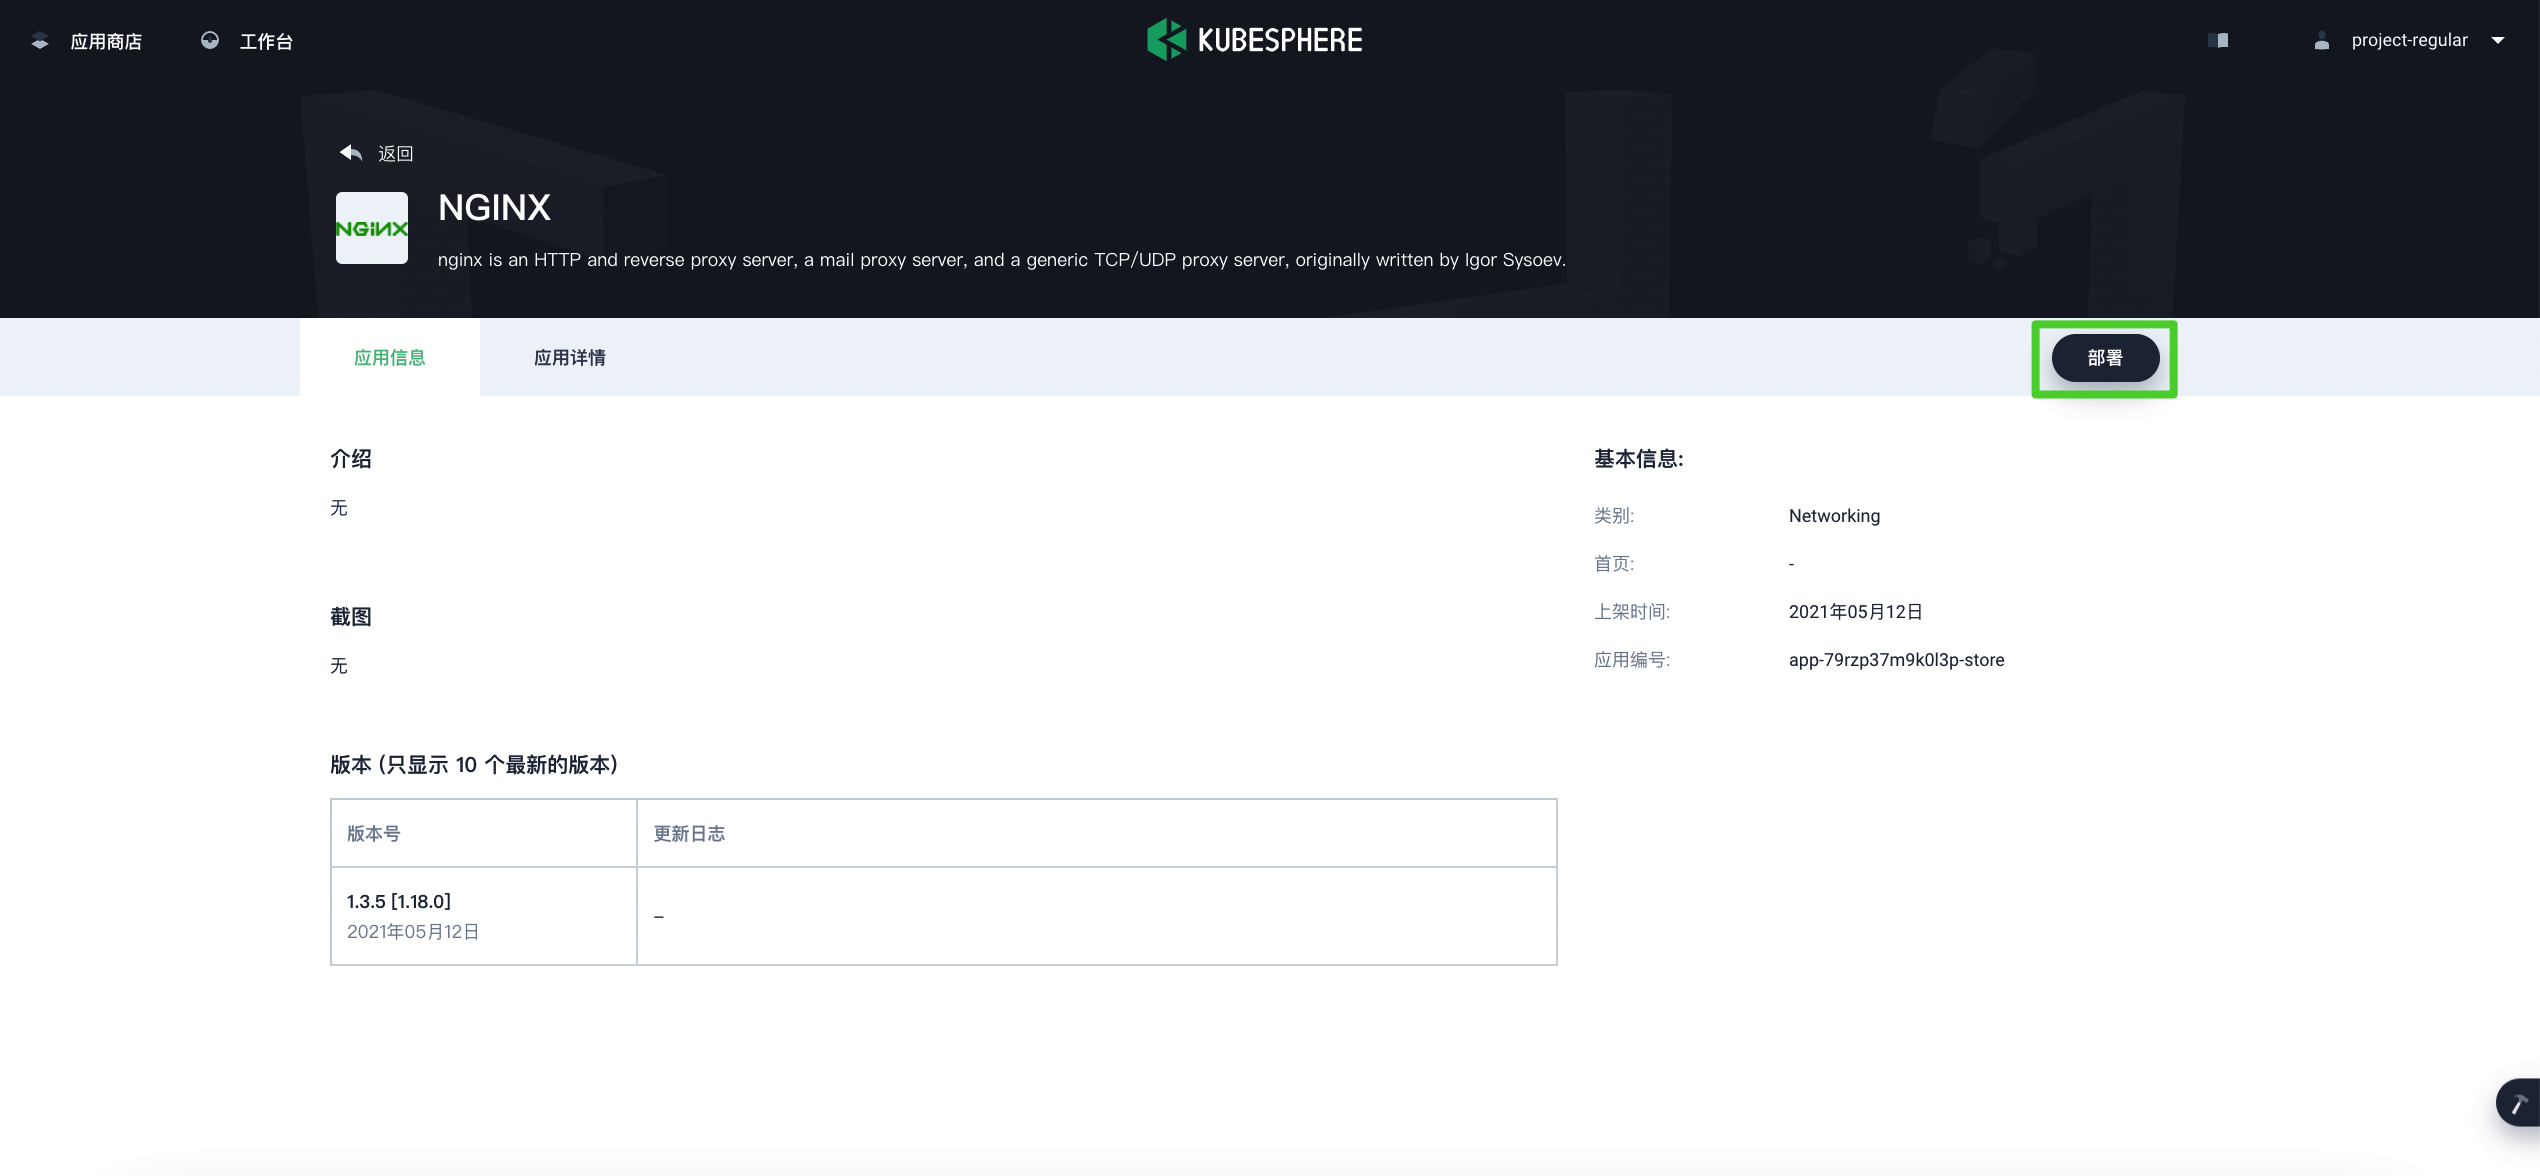 应用商店
工作台
KUBESPHERE
project-regular
返回
NGINX
NGINX
nginx is an HTTP and reverse proxy server, a mail proxy server, and a generic TCP/UDP proxy server, originally written by Igor Sysoev.
应用信息
应用详情
部署
介绍
无
截图
无
版本 (只显示 10 个最新的版本)
版本号
更新日志
1.3.5 [1.18.0]
2021年05月12日
–
基本信息:
类别:
Networking
首页:
-
上架时间:
2021年05月12日
应用编号:
app-79rzp37m9k0l3p-store